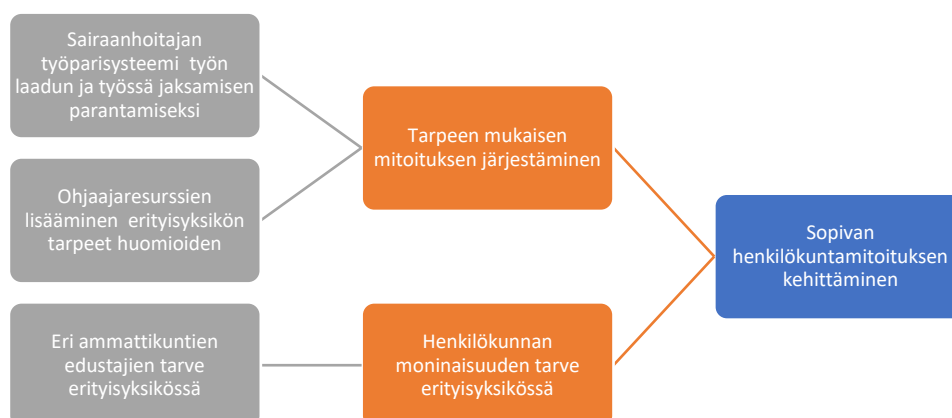 Sairaanhoitajan
työparisysteemi työn
laadun ja työssä jaksamisen
parantamiseksi
Ohjaajaresurssien
lisääminen erityisyksikön
tarpeet huomioiden
Eri ammattikuntien
edustajien tarve
erityisyksikössä
Tarpeen mukaisen
mitoituksen järjestäminen
Henkilökunnan
moninaisuuden tarve
erityisyksikössä
Sopivan
henkilökuntamitoituksen
kehittäminen